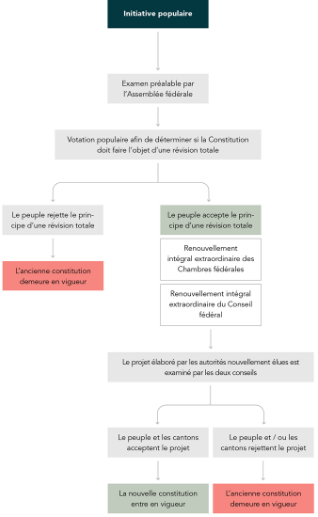 Initiative populaire
Examen préalable par
l'Assemblée fédérale
Votation populaire afin de déterminer si la Constitution
doit faire l'objet d'une révision totale
Le peuple rejette le prin-
cipe d'une révision totale
L'ancienne constitution
demeure en vigueur
Le peuple accepte le prin-
cipe d'une révision totale
Renouvellement
intégral extraordinaire des
Chambres fédérales
Renouvellement intégral
extraordinaire du Conseil
fédéral
Le projet élaboré par les autorités nouvellement élues est
examiné par les deux conseils
Le peuple et les cantons
acceptent le projet
Le peuple et / ou les
cantons rejettent le projet
La nouvelle constitution
entre en vigueur
L'ancienne constitution
demeure en vigueur